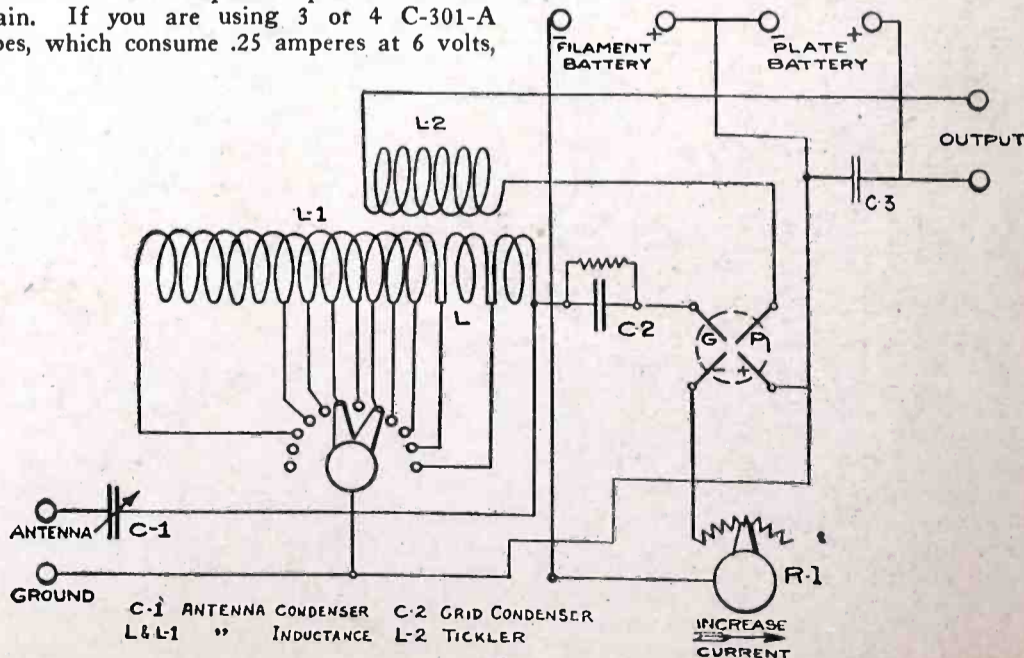 ain. If you are using 3 or 4 C-301-A
bes, which consume .25 amperes at 6 volts,
- FILAMENT + BATTERY
- PLATE + BATTERY
L-2
OUTPUT
C-3
L-1
L
C-2
G P
+
ANTENNA C-1
R-1
GROUND
C-1 ANTENNA CONDENSER C-2 GRID CONDENSER
L & L-1 " INDUCTANCE L-2 TICKLER
INCREASE
CURRENT